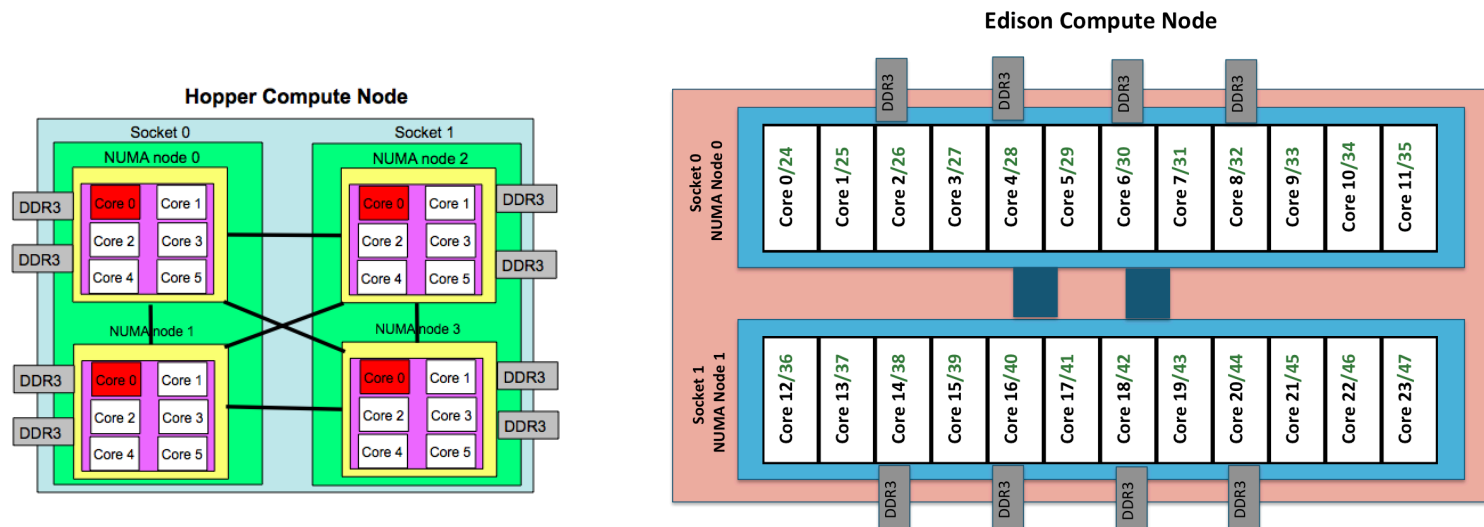 Edison Compute Node
Hopper Compute Node
Socket 0
Socket 1
NUMA node 0
NUMA node 2
DDR3
DDR3
Core 0
Core 1
Core 2
Core 3
Core 4
Core 5
Core 0
Core 1
Core 2
Core 3
Core 4
Core 5
DDR3
DDR3
NUMA node 1
NUMA node 3
DDR3
DDR3
Core 0
Core 1
Core 2
Core 3
Core 4
Core 5
Core 0
Core 1
Core 2
Core 3
Core 4
Core 5
DDR3
DDR3
DDR3
DDR3
DDR3
DDR3
Socket 0
NUMA Node 0
Core 0/24
Core 1/25
Core 2/26
Core 3/27
Core 4/28
Core 5/29
Core 6/30
Core 7/31
Core 8/32
Core 9/33
Core 10/34
Core 11/35
Socket 1
NUMA Node 1
Core 12/36
Core 13/37
Core 14/38
Core 15/39
Core 16/40
Core 17/41
Core 18/42
Core 19/43
Core 20/44
Core 21/45
Core 22/46
Core 23/47
DDR3
DDR3
DDR3
DDR3